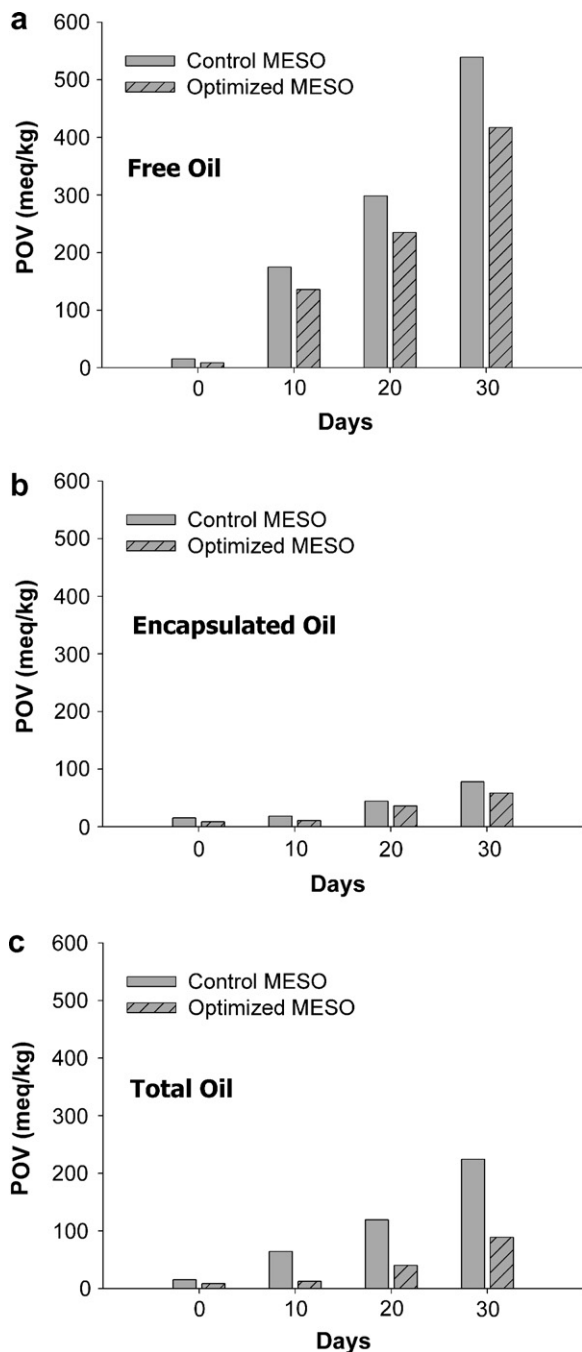 a
600
500
400
300
200
100
0
POV (meq/kg)
Control MESO
Optimized MESO
Free Oil
0 10 20 30
Days
b
600
500
400
300
200
100
0
POV (meq/kg)
Control MESO
Optimized MESO
Encapsulated Oil
0 10 20 30
Days
c
600
500
400
300
200
100
0
POV (meq/kg)
Control MESO
Optimized MESO
Total Oil
0 10 20 30
Days